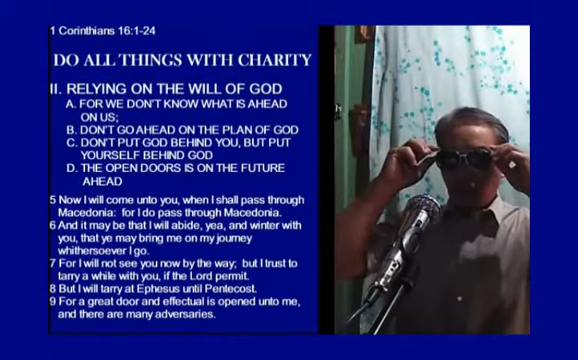 1 Corinthians 16:1-24
DO ALL THINGS WITH CHARITY
II. RELYING ON THE WILL OF GOD
A. FOR WE DON'T KNOW WHAT IS AHEAD
ON US;
B. DON'T GO AHEAD ON THE PLAN OF GOD
C. DON'T PUT GOD BEHIND YOU, BUT PUT
YOURSELF BEHIND GOD
D. THE OPEN DOORS IS ON THE FUTURE
AHEAD
5 Now I will come unto you, when I shall pass through
Macedonia: for I do pass through Macedonia.
6 And it may be that I will abide, yea, and winter with
you, that ye may bring me on my journey
whithersoever I go.
7 For I will not see you now by the way; but I trust to
tarry a while with you, if the Lord permit.
8 But I will tarry at Ephesus until Pentecost.
9 For a great door and effectual is opened unto me,
and there are many adversaries.